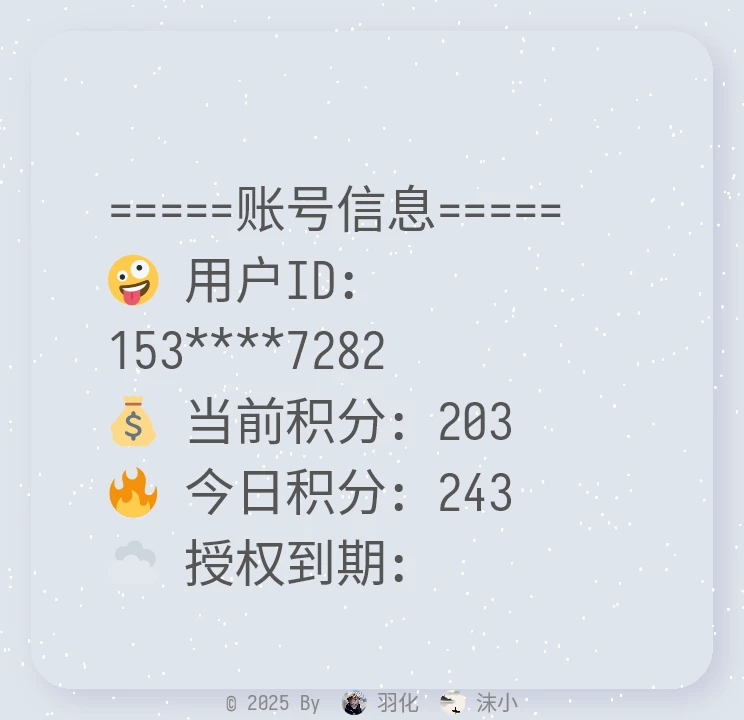 =====账号信息=====
🤪 用户ID:
153****7282
💰 当前积分: 203
🔥 今日积分: 243
☁️ 授权到期:
© 2025 By 羽化 沫小